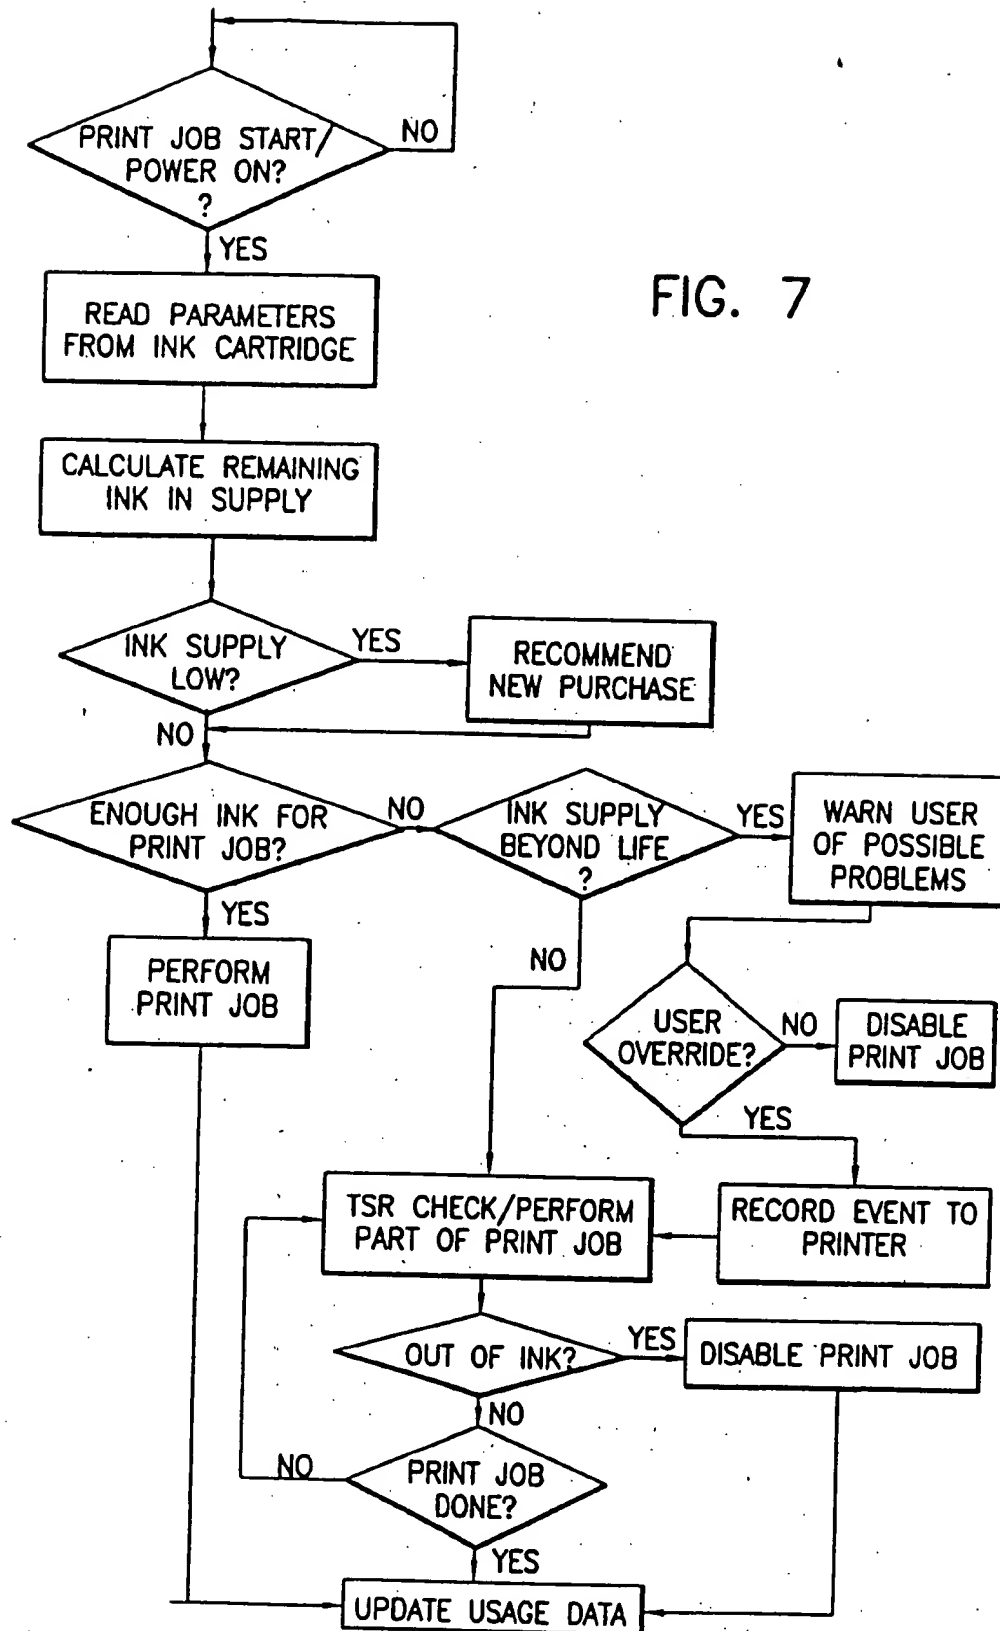 PRINT JOB START/
POWER ON?
?
NO
YES
FIG. 7
READ PARAMETERS
FROM INK CARTRIDGE
CALCULATE REMAINING
INK IN SUPPLY
INK SUPPLY
LOW?
YES
RECOMMEND
NEW PURCHASE
NO
ENOUGH INK FOR
PRINT JOB?
NO
INK SUPPLY
BEYOND LIFE
?
YES
WARN USER
OF POSSIBLE
PROBLEMS
YES
PERFORM
PRINT JOB
NO
USER
OVERRIDE?
NO
DISABLE
PRINT JOB
YES
TSR CHECK/PERFORM
PART OF PRINT JOB
RECORD EVENT TO
PRINTER
OUT OF INK?
YES
DISABLE PRINT JOB
NO
PRINT JOB
DONE?
NO
YES
UPDATE USAGE DATA